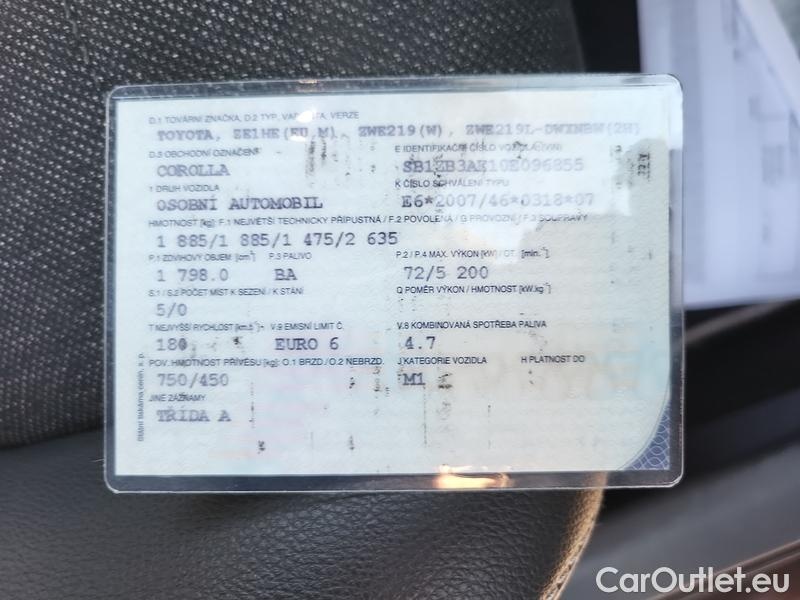 D.1 TOVÁRNÍ ZNAČKA, D.2 TYP, VARIANTA, VERZE
TOYOTA, ZE1HE(EU,M), ZWE219(W), ZWE219L-DWXNBW(2H)
D.3 OBCHODNÍ OZNAČENÍ
E IDENTIFIKAČNÍ ČÍSLO VOZIDLA (VIN)
COROLLA
SB1ZB3AE10E096855
1 DRUH VOZIDLA
K ČÍSLO SCHVÁLENÍ TYPU
OSOBNÍ AUTOMOBIL
E6*2007/46*0318*07
HMOTNOST [kg]: F.1 NEJVĚTŠÍ TECHNICKY PŘÍPUSTNÁ / F.2 POVOLENÁ / G PROVOZNÍ / F.3 SOUPRAVY
1 885/1 885/1 475/2 635
P.1 ZDVIHOVÝ OBJEM [cm³]
P.3 PALIVO
P.2 / P.4 MAX. VÝKON [kW] / OT. [min.⁻¹]
1 798.0
BA
72/5 200
S.1 / S.2 POČET MÍST K SEZENÍ / K STÁNÍ
Q POMĚR VÝKON / HMOTNOST [kW.kg⁻¹]
5/0
T NEJVYŠŠÍ RYCHLOST [km.h⁻¹]
V.9 EMISNÍ LIMIT Č.
V.8 KOMBINOVANÁ SPOTŘEBA PALIVA
180
EURO 6
4.7
POV. HMOTNOST PŘÍVĚSU [kg]: O.1 BRZD. / O.2 NEBRZD.
J KATEGORIE VOZIDLA
H PLATNOST DO
750/450
M1
JINÉ ZÁZNAMY
TŘÍDA A
Státní tiskárna cenin, s. p.
CarOutlet.eu